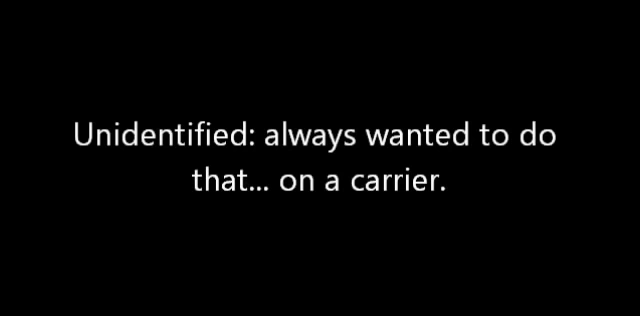 Unidentified: always wanted to do
that... on a carrier.